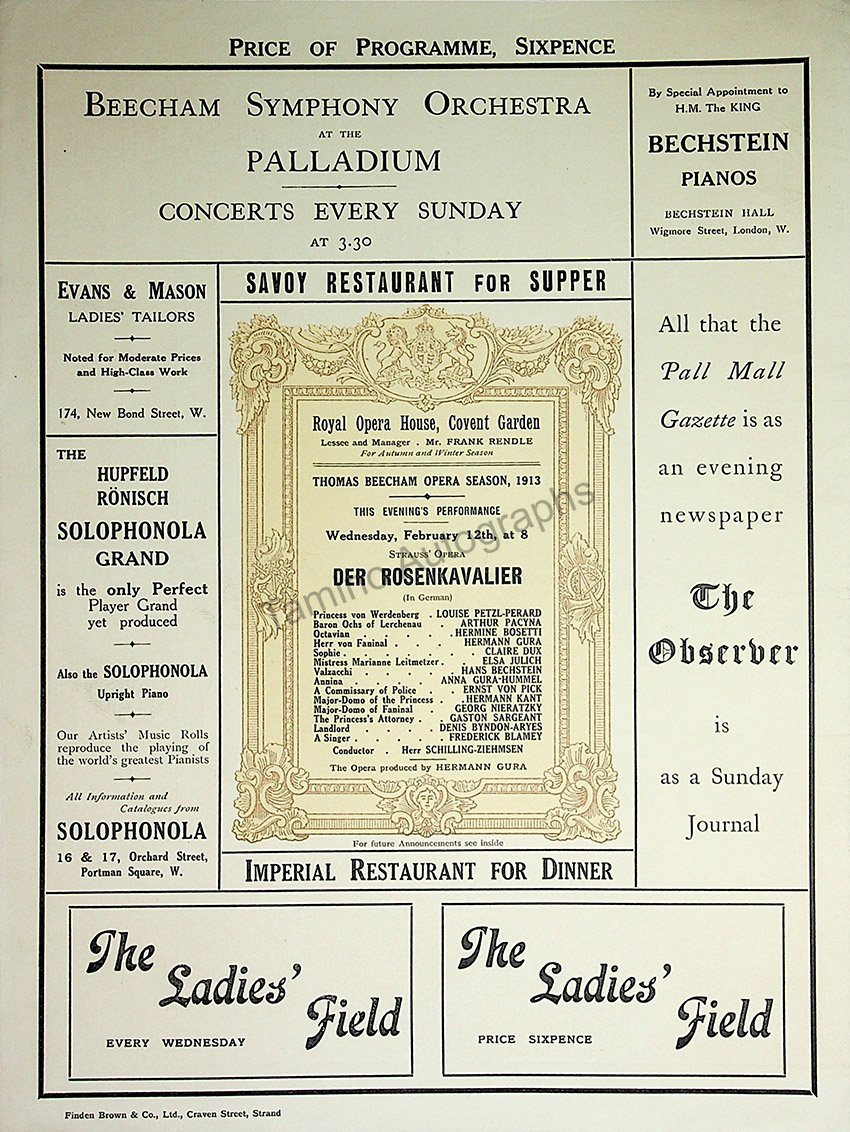 PRICE OF PROGRAMME, SIXPENCE
BEECHAM SYMPHONY ORCHESTRA
AT THE
PALLADIUM
CONCERTS EVERY SUNDAY
AT 3.30
By Special Appointment to
H.M. The KING
BECHSTEIN
PIANOS
BECHSTEIN HALL
Wigmore Street, London, W.
EVANS & MASON
LADIES' TAILORS
Noted for Moderate Prices
and High-Class Work
174, New Bond Street, W.
THE
HUPFELD
RÖNISCH
SOLOPHONOLA
GRAND
is the only Perfect
Player Grand
yet produced
Also the SOLOPHONOLA
Upright Piano
Our Artists' Music Rolls
reproduce the playing of
the world's greatest Pianists
All Information and
Catalogues from
SOLOPHONOLA
16 & 17, Orchard Street,
Portman Square, W.
SAVOY RESTAURANT FOR SUPPER
Royal Opera House, Covent Garden
Lessee and Manager . Mr. FRANK RENDLE
For Autumn and Winter Season
THOMAS BEECHAM OPERA SEASON, 1913
THIS EVENING'S PERFORMANCE
Wednesday, February 12th, at 8
STRAUSS' OPERA
DER ROSENKAVALIER
(In German)
Princess von Werdenberg . LOUISE PETZL-PERARD
Baron Ochs of Lerchenau . ARTHUR PACYNA
Octavian . . . . . HERMINE BOSETTI
Herr von Faninal . . . . HERMANN GURA
Sophie . . . . . . CLAIRE DUX
Mistress Marianne Leitmetzer . . ELSA JULICH
Valzacchi . . . . . HANS BECHSTEIN
Annina . . . . ANNA GURA-HUMMEL
A Commissary of Police . . ERNST VON PICK
Major-Domo of the Princess . . HERMANN KANT
Major-Domo of Faninal . GEORG NIERATZKY
The Princess's Attorney . . GASTON SARGEANT
Landlord . . . . DENIS BYNDON-AYRES
A Singer . . . . . FREDERICK BLAMEY
Conductor . Herr SCHILLING-ZIEHMSEN
The Opera produced by HERMANN GURA
For future Announcements see inside
IMPERIAL RESTAURANT FOR DINNER
All that the
Pall Mall
Gazette is as
an evening
newspaper
The
Observer
is
as a Sunday
Journal
The
Ladies'
Field
EVERY WEDNESDAY
The
Ladies'
Field
PRICE SIXPENCE
Finden Brown & Co., Ltd., Craven Street, Strand
Tamino Autographs